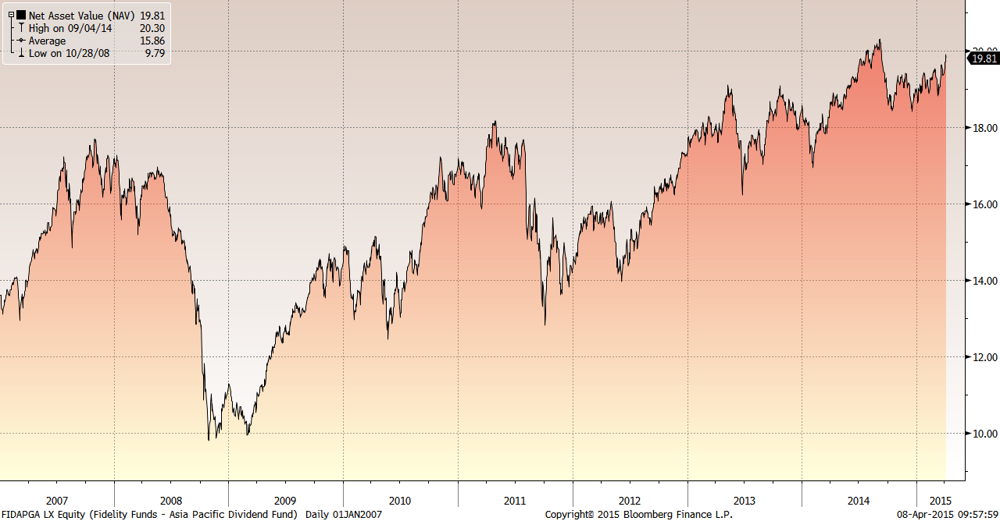 Net Asset Value (NAV) 19.81
High on 09/04/14 20.30
Average 15.86
Low on 10/28/08 9.79
20.00
19.81
18.00
16.00
14.00
12.00
10.00
2007 2008 2009 2010 2011 2012 2013 2014 2015
FIDAPGA LX Equity (Fidelity Funds - Asia Pacific Dividend Fund) Daily 01JAN2007 Copyright© 2015 Bloomberg Finance L.P. 08-Apr-2015 09:57:59